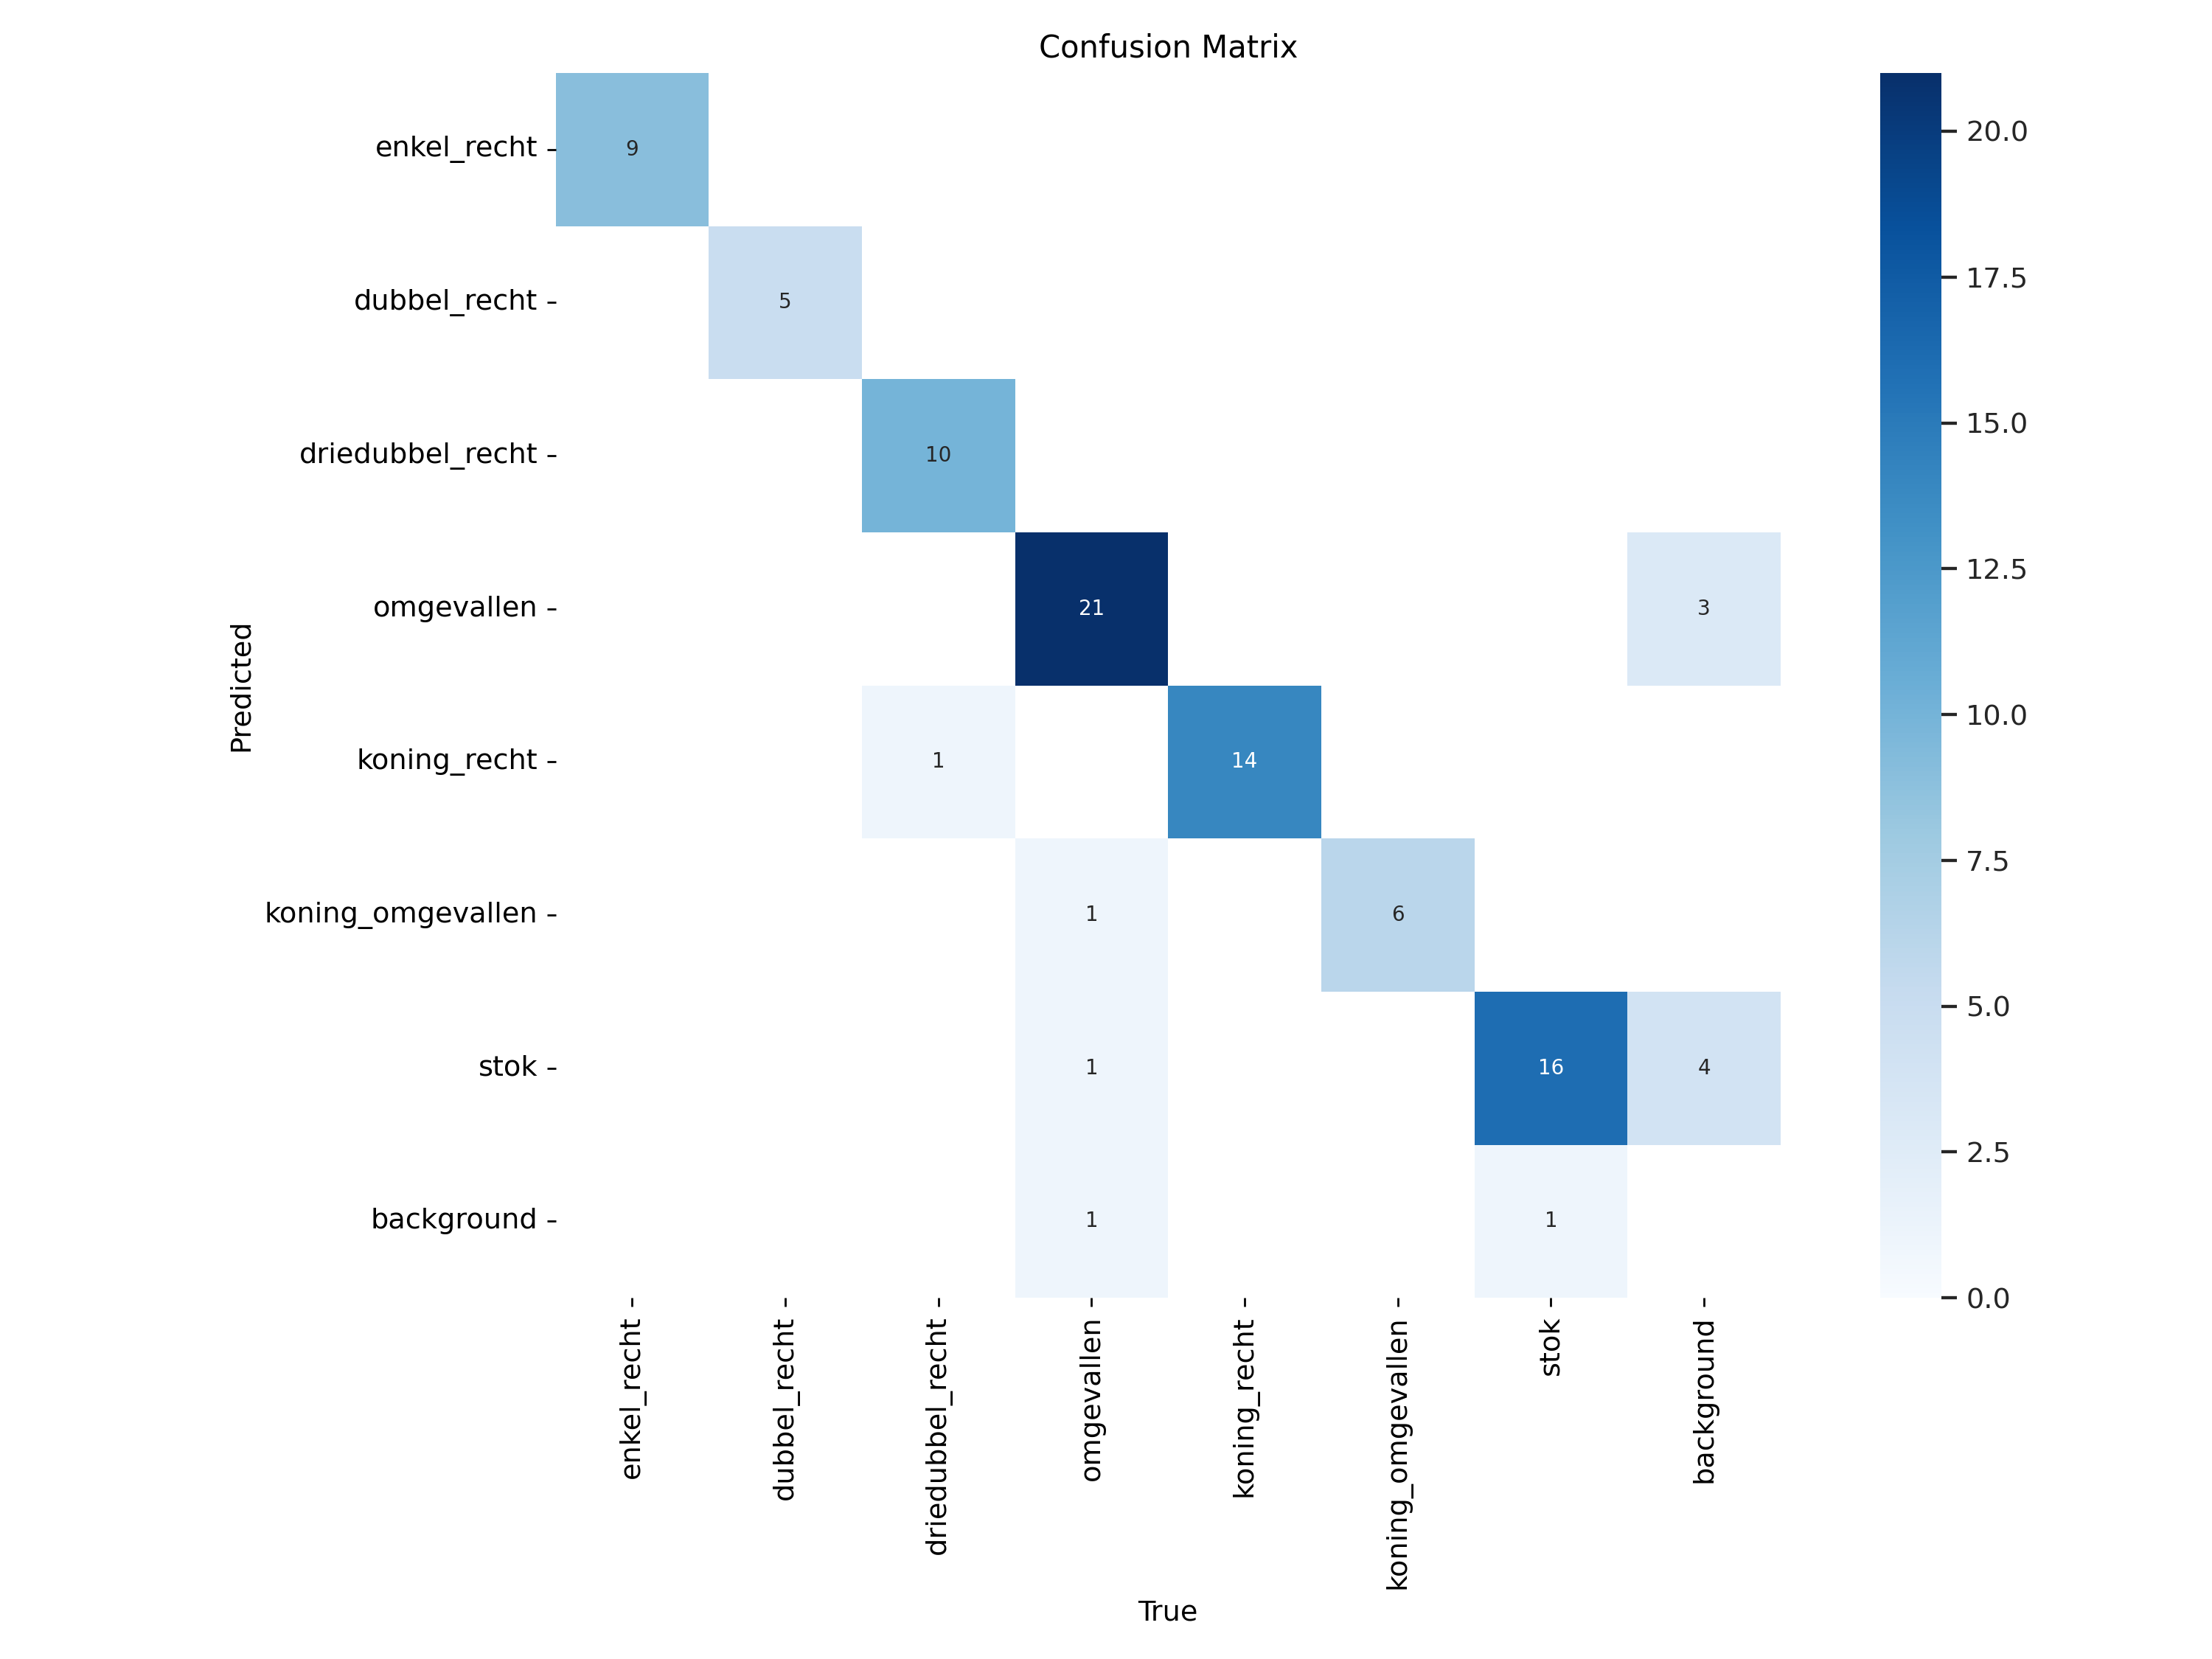 Confusion Matrix
enkel_recht
9
20.0
17.5
dubbel_recht
5
15.0
driedubbel_recht
10
12.5
omgevallen
21
3
Predicted
10.0
koning_recht
1
14
7.5
koning_omgevallen
1
6
5.0
stok
1
16
4
2.5
background
1
1
0.0
enkel_recht
dubbel_recht
driedubbel_recht
omgevallen
koning_recht
koning_omgevallen
stok
background
True